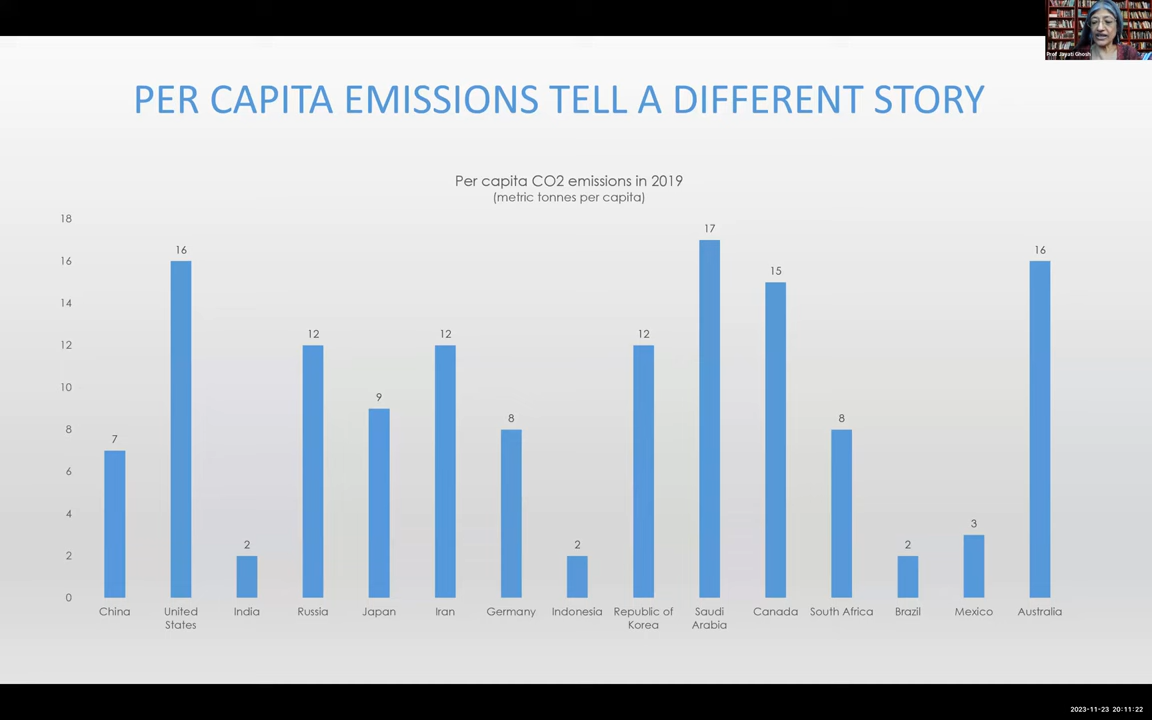 Prof Jayati Ghosh
PER CAPITA EMISSIONS TELL A DIFFERENT STORY
Per capita CO2 emissions in 2019
(metric tonnes per capita)
18
16
14
12
10
8
6
4
2
0
7
16
2
12
9
12
8
2
12
17
15
8
2
3
16
China
United States
India
Russia
Japan
Iran
Germany
Indonesia
Republic of Korea
Saudi Arabia
Canada
South Africa
Brazil
Mexico
Australia
2023-11-23 20:11:22